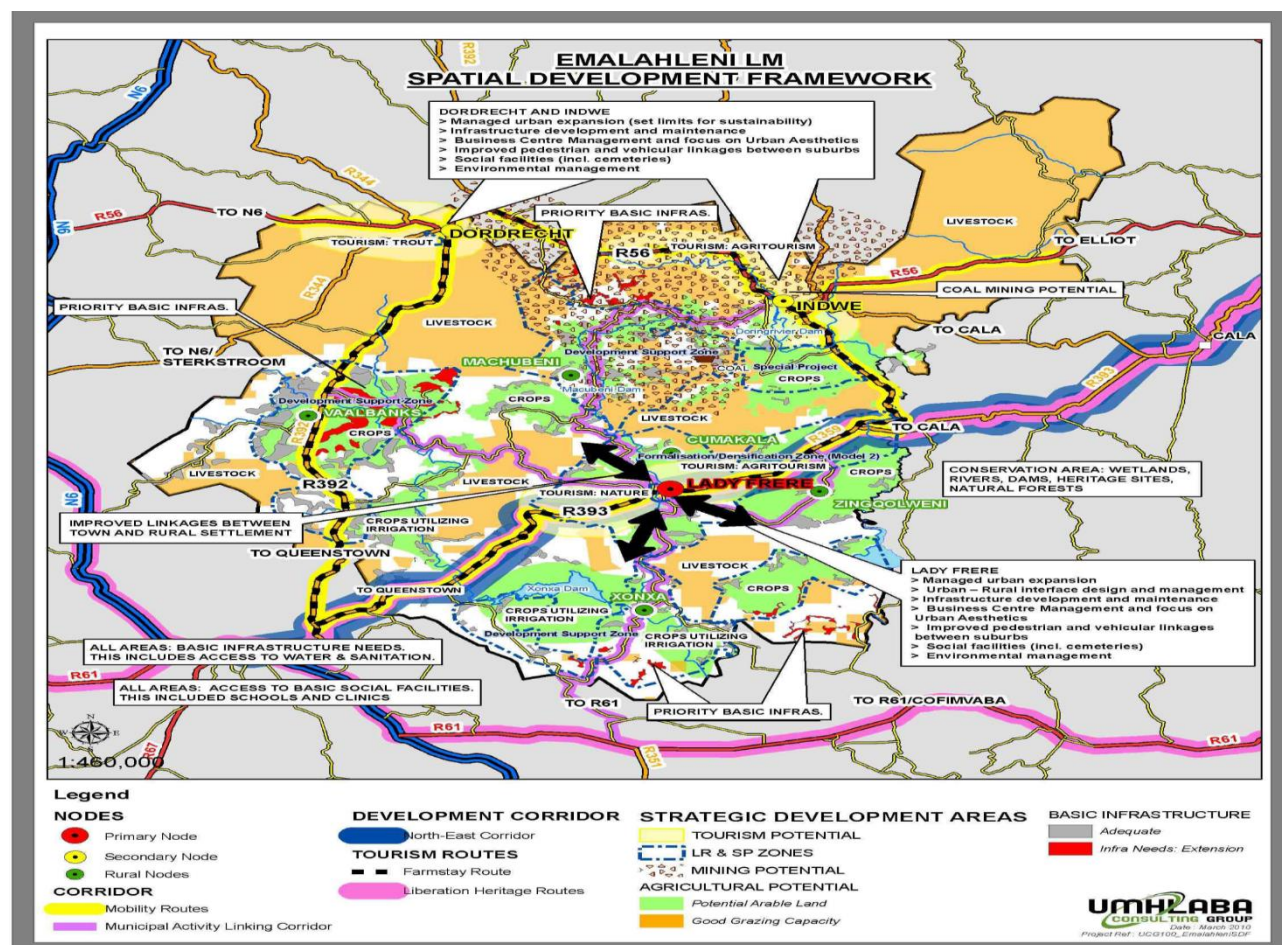 EMALAHLENI LM
SPATIAL DEVELOPMENT FRAMEWORK
DORDRECHT AND INDWE
> Managed urban expansion (set limits for sustainability)
> Infrastructure development and maintenance
> Business Centre Management and focus on Urban Aesthetics
> Improved pedestrian and vehicular linkages between suburbs
> Social facilities (incl. cemeteries)
> Environmental management
N6
R392
R344
R56
TO N6
N6
DORDRECHT
TOURISM: TROUT
PRIORITY BASIC INFRAS.
R56
TOURISM: AGRITOURISM
LIVESTOCK
TO ELLIOT
R56
COAL MINING POTENTIAL
INDWE
R344
PRIORITY BASIC INFRAS.
LIVESTOCK
Doringrivier Dam
TO CALA
CALA
TO N6/
STERKSTROOM
MACHUBENI
Development Support Zone
COAL
Special Project
CROPS
R393
Macubeni Dam
Development Support Zone
VAALBANKS
CROPS
CROPS
R392
LIVESTOCK
R359
TO CALA
CUMAKALA
Formalisation/Densification Zone (Model 2)
TOURISM: AGRITOURISM
CROPS
LIVESTOCK
LIVESTOCK
R392
TOURISM: NATURE
LADY FRERE
ZINGQOLWENI
CONSERVATION AREA: WETLANDS,
RIVERS, DAMS, HERITAGE SITES,
NATURAL FORESTS
N6
IMPROVED LINKAGES BETWEEN
TOWN AND RURAL SETTLEMENT
CROPS UTILIZING
IRRIGATION
R393
TO QUEENSTOWN
LIVESTOCK
LADY FRERE
> Managed urban expansion
> Urban – Rural interface design and management
> Infrastructure development and maintenance
> Business Centre Management and focus on
Urban Aesthetics
> Improved pedestrian and vehicular linkages
between suburbs
> Social facilities (incl. cemeteries)
> Environmental management
TO QUEENSTOWN
Xonxa Dam
XONXA
CROPS
CROPS UTILIZING
IRRIGATION
Development Support Zone
CROPS UTILIZING
IRRIGATION
ALL AREAS: BASIC INFRASTRUCTURE NEEDS.
THIS INCLUDES ACCESS TO WATER & SANITATION.
R61
ALL AREAS: ACCESS TO BASIC SOCIAL FACILITIES.
THIS INCLUDED SCHOOLS AND CLINICS
TO R61
PRIORITY BASIC INFRAS.
TO R61/COFIMVABA
R61
R61
R67
R351
N
W
E
S
1:460,000
Legend
NODES
Primary Node
Secondary Node
Rural Nodes
CORRIDOR
Mobility Routes
Municipal Activity Linking Corridor
DEVELOPMENT CORRIDOR
North-East Corridor
TOURISM ROUTES
Farmstay Route
Liberation Heritage Routes
STRATEGIC DEVELOPMENT AREAS
TOURISM POTENTIAL
LR & SP ZONES
MINING POTENTIAL
AGRICULTURAL POTENTIAL
Potential Arable Land
Good Grazing Capacity
BASIC INFRASTRUCTURE
Adequate
Infra Needs: Extension
UMHLABA
CONSULTING GROUP
Date : March 2010
Project Ref : UCG100_EmalahleniSDF